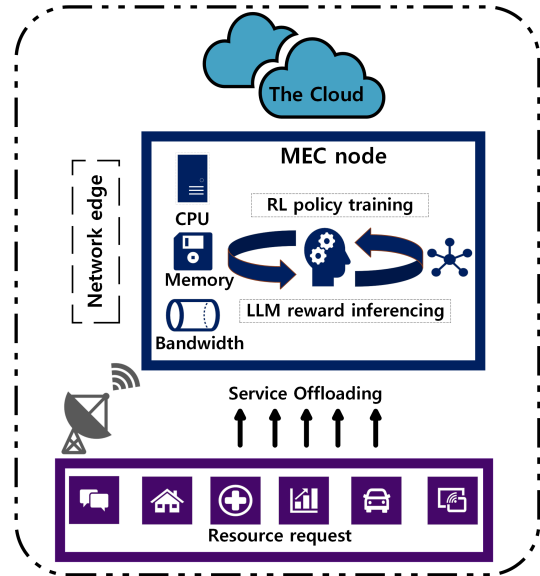 The Cloud
MEC node
Network edge
CPU
RL policy training
Memory
LLM reward inferencing
Bandwidth
Service Offloading
Resource request